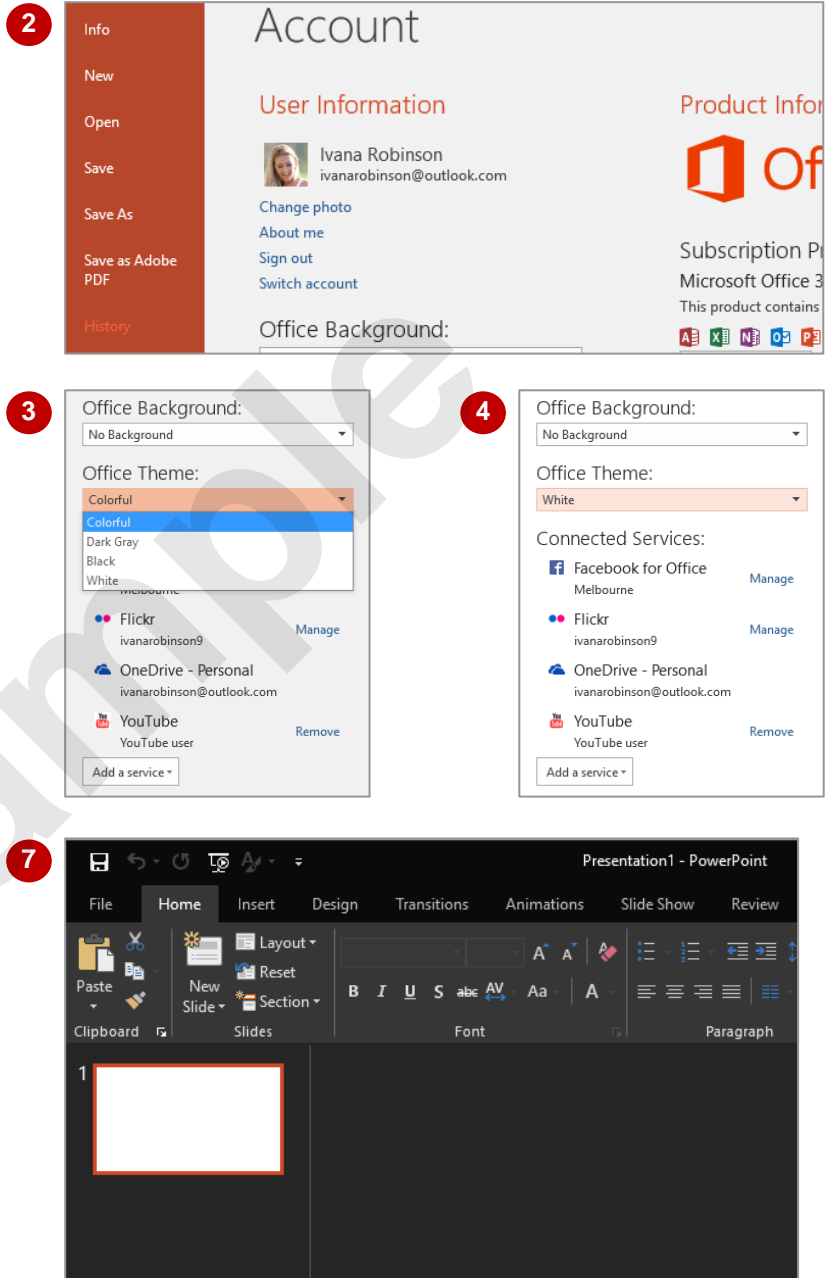 2
Account
Info
New
Open
Save
Save As
Save as Adobe
PDF
History
User Information
Ivana Robinson
ivanarobinson@outlook.com
Change photo
About me
Sign out
Switch account
Office Background:
Product Infor
Of
Subscription Pr
Microsoft Office 3
This product contains
3
Office Background:
No Background
Office Theme:
Colorful
Colorful
Dark Gray
Black
White
Melbourne
Flickr
ivanarobinson9
Manage
OneDrive - Personal
ivanarobinson@outlook.com
YouTube
YouTube user
Remove
Add a service
4
Office Background:
No Background
Office Theme:
White
Connected Services:
Facebook for Office
Melbourne
Manage
Flickr
ivanarobinson9
Manage
OneDrive - Personal
ivanarobinson@outlook.com
YouTube
YouTube user
Remove
Add a service
7
Presentation1 - PowerPoint
File Home Insert Design Transitions Animations Slide Show Review
Paste
New
Slide
Layout
Reset
Section
B I U S abc AV Aa A
Clipboard Slides Font Paragraph
1